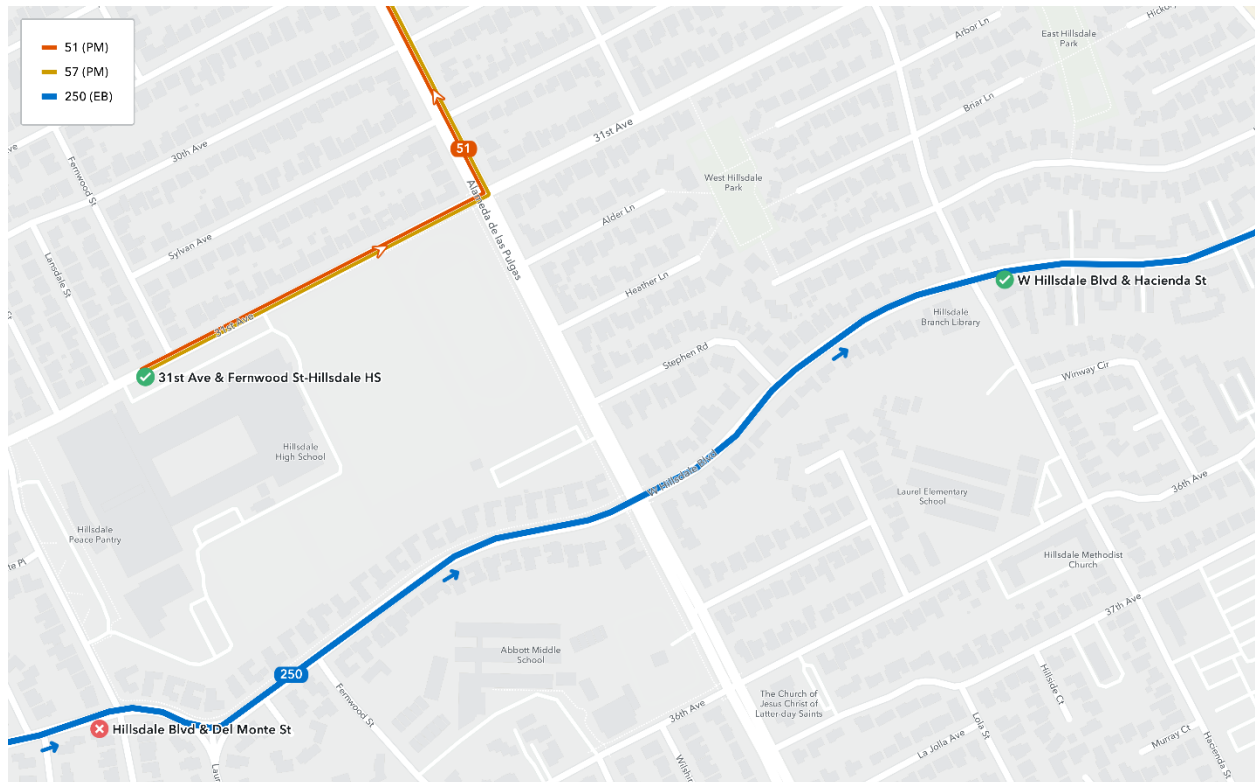 51 (PM)
57 (PM)
250 (EB)
Arbor Ln
East Hillsdale
Park
30th Ave
31st Ave
Briar Ln
51
Fernwood St
West Hillsdale
Park
Alameda de las Pulgas
Alder Ln
Sylvan Ave
Lansdale St
Heather Ln
W Hillsdale Blvd & Hacienda St
Hillsdale
Branch Library
31st Ave
Stephen Rd
31st Ave & Fernwood St-Hillsdale HS
Winway Cir
Hillsdale
High School
W Hillsdale Blvd
36th Ave
Laurel Elementary
School
Hillsdale
Peace Pantry
Hillsdale Methodist
Church
37th Ave
Abbott Middle
School
250
Fernwood St
The Church of
Jesus Christ of
Latter-day Saints
Hillside Ct
36th Ave
Lola St
Hillsdale Blvd & Del Monte St
La Jolla Ave
Murray Ct
Hacienda St